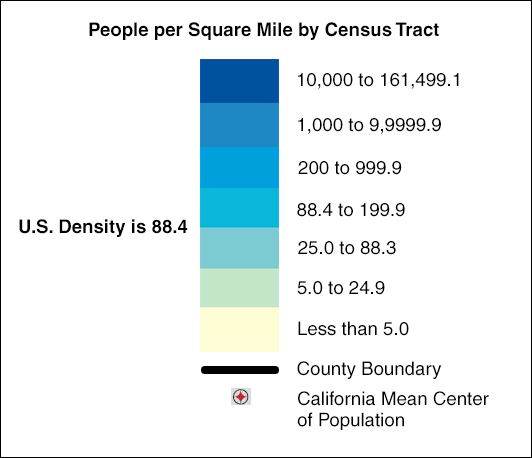 People per Square Mile by Census Tract
10,000 to 161,499.1
1,000 to 9,9999.9
200 to 999.9
88.4 to 199.9
U.S. Density is 88.4
25.0 to 88.3
5.0 to 24.9
Less than 5.0
County Boundary
California Mean Center
of Population